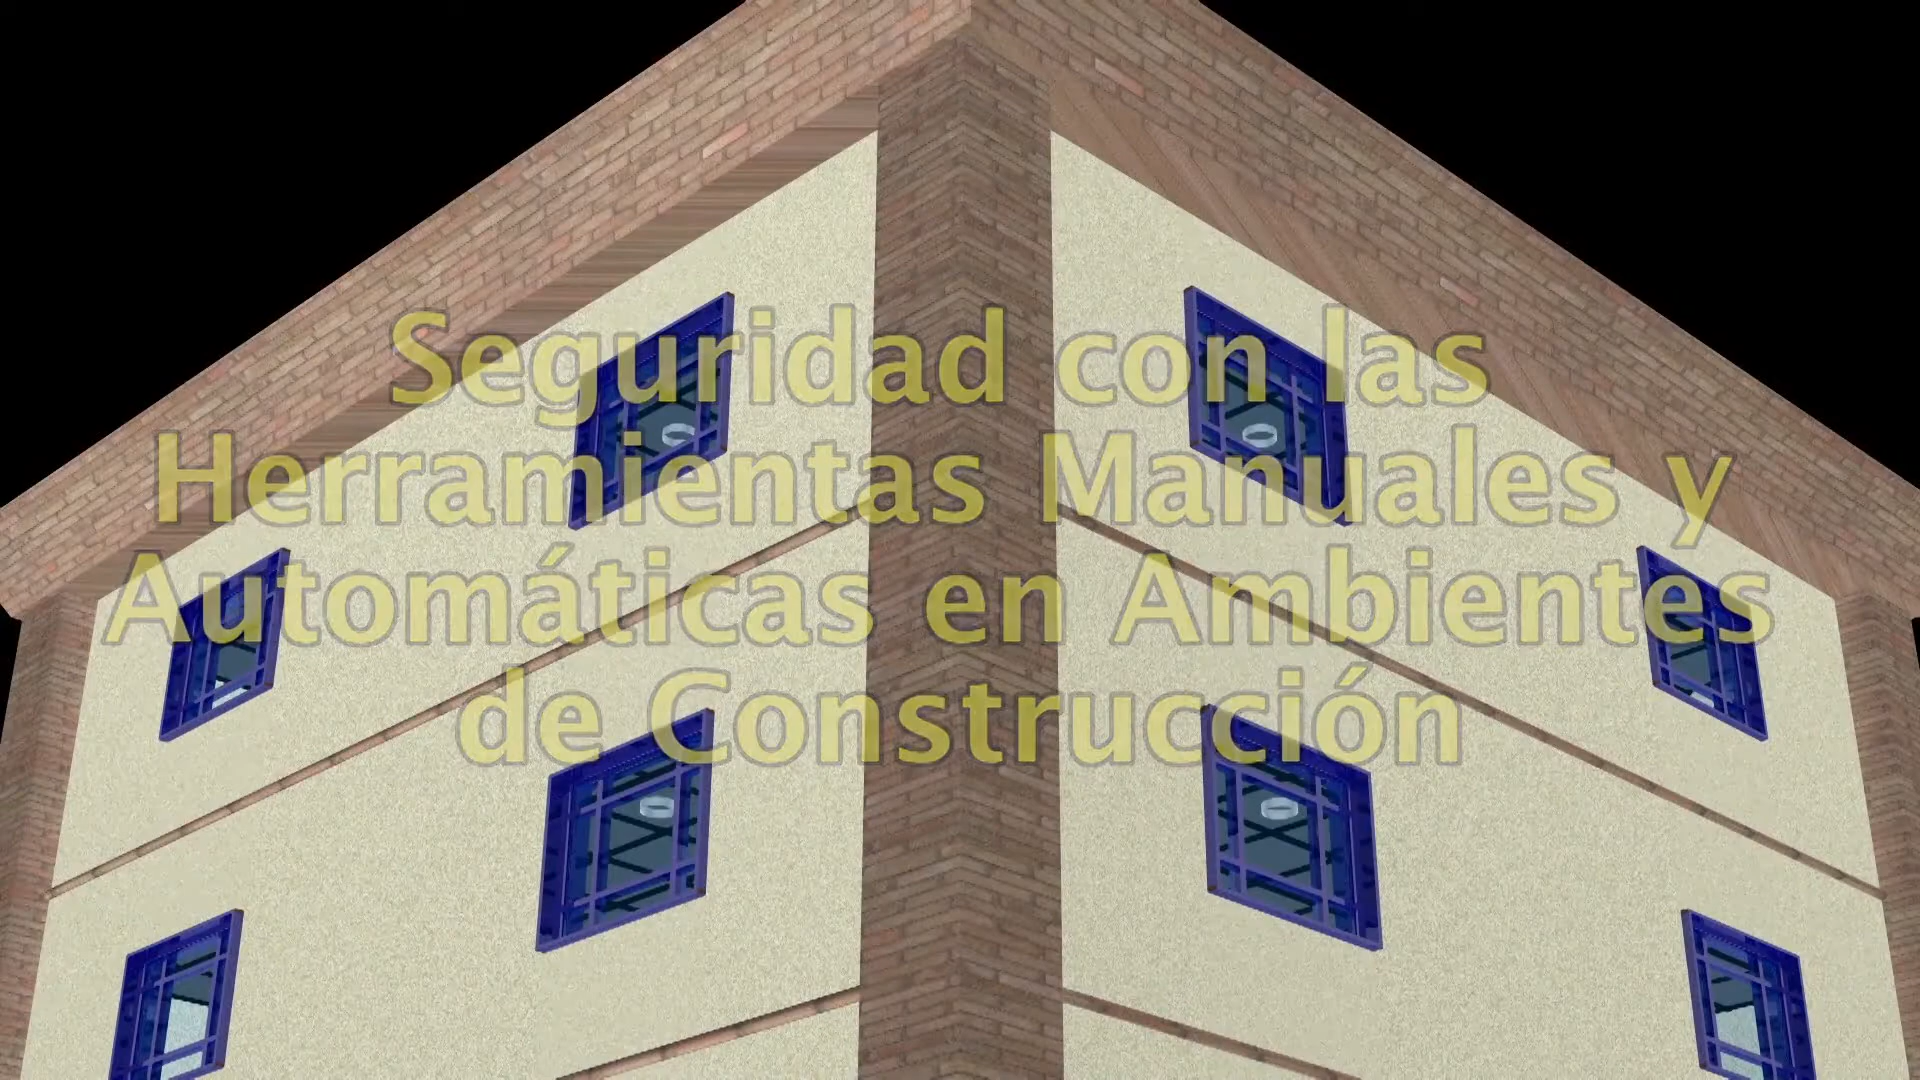 Seguridad con las
Herramientas Manuales y
Automáticas en Ambientes
de Construcción